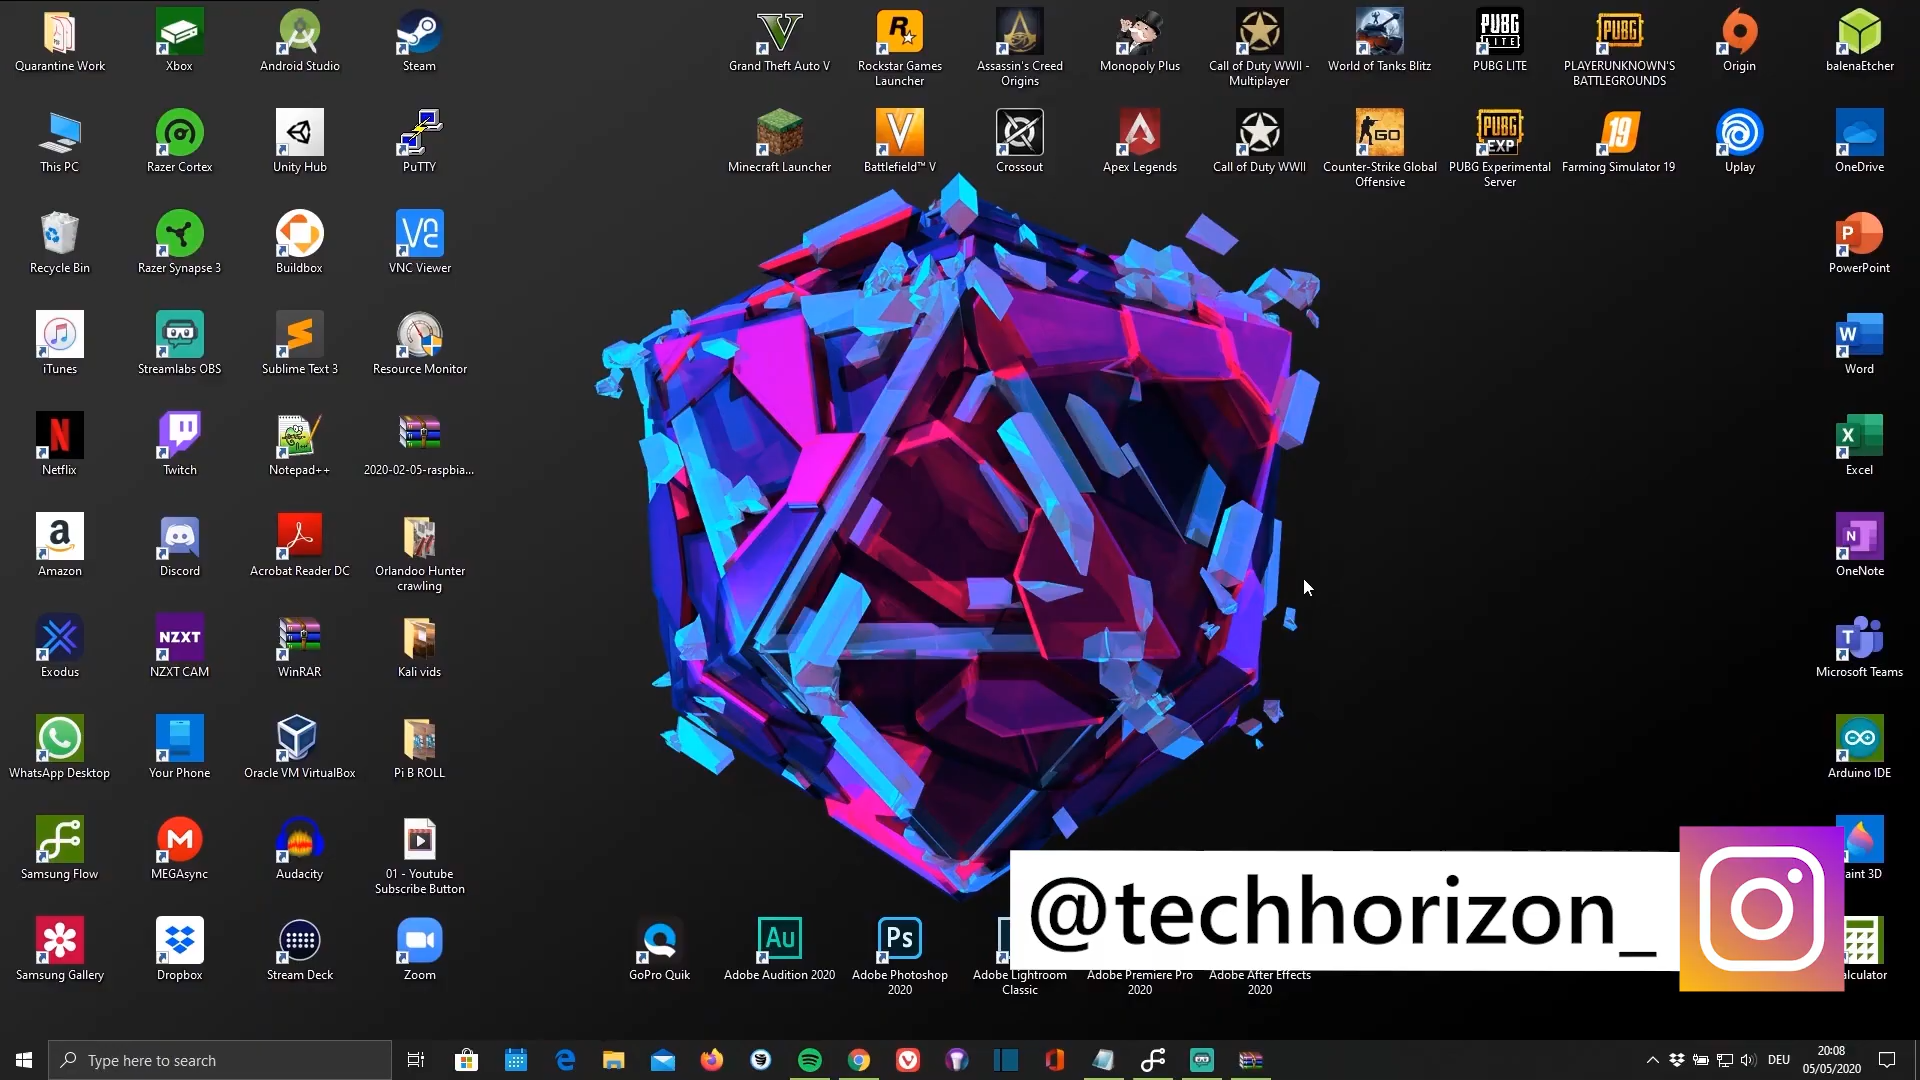 Quarantine Work
Xbox
Android Studio
Steam
Grand Theft Auto V
Rockstar Games
Launcher
Assassin's Creed
Origins
Monopoly Plus
Call of Duty WWII -
Multiplayer
World of Tanks Blitz
PUBG LITE
PLAYERUNKNOWN'S
BATTLEGROUNDS
Origin
balenaEtcher
This PC
Razer Cortex
Unity Hub
PuTTY
Minecraft Launcher
Battlefield™ V
Crossout
Apex Legends
Call of Duty WWII
Counter-Strike Global
Offensive
PUBG Experimental
Server
Farming Simulator 19
Uplay
OneDrive
Recycle Bin
Razer Synapse 3
Buildbox
VNC Viewer
PowerPoint
iTunes
Streamlabs OBS
Sublime Text 3
Resource Monitor
Word
Netflix
Twitch
Notepad++
2020-02-05-raspbia...
Excel
Amazon
Discord
Acrobat Reader DC
Orlandoo Hunter
crawling
OneNote
Exodus
NZXT
NZXT CAM
WinRAR
Kali vids
Microsoft Teams
WhatsApp Desktop
Your Phone
Oracle VM VirtualBox
Pi B ROLL
Arduino IDE
Samsung Flow
MEGAsync
Audacity
01 - Youtube
Subscribe Button
aint 3D
@techhorizon_
Samsung Gallery
Dropbox
Stream Deck
Zoom
GoPro Quik
Au
Adobe Audition 2020
Ps
Adobe Photoshop
2020
Adobe Lightroom
Classic
Adobe Premiere Pro
2020
Adobe After Effects
2020
alculator
Type here to search
DEU
20:08
05/05/2020